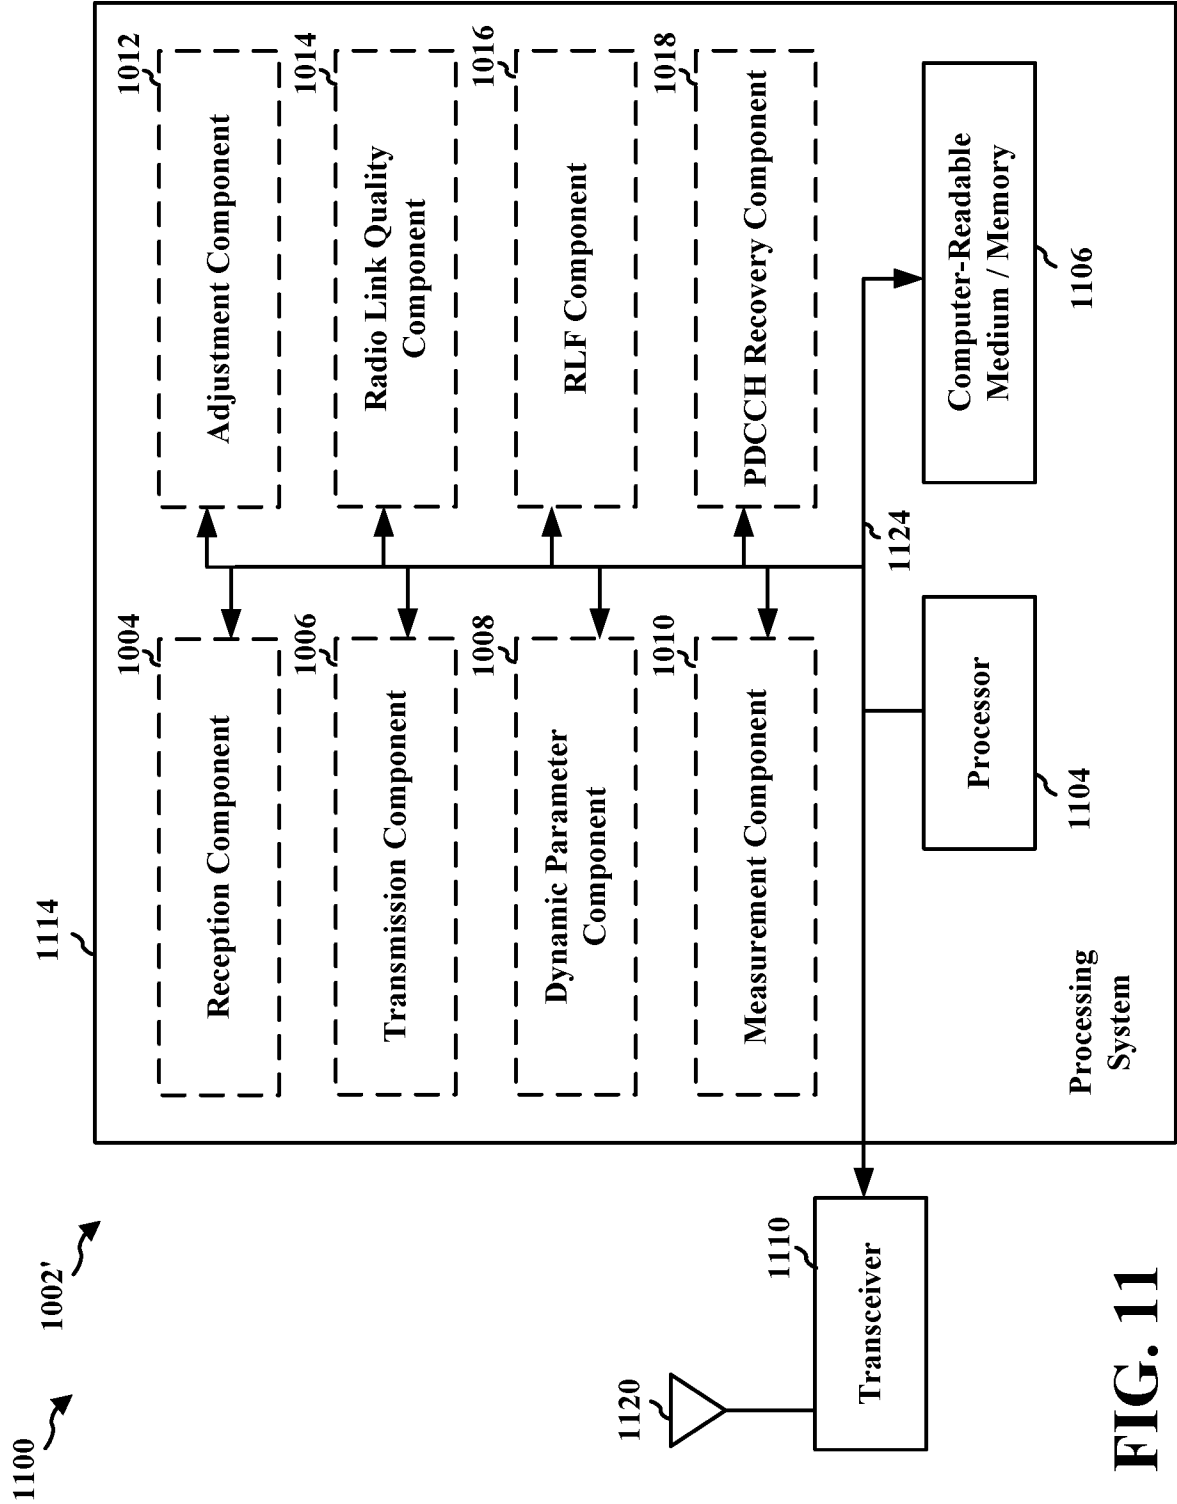 1100
1002'
1114
1004
Reception Component
1012
Adjustment Component
1006
Transmission Component
1014
Radio Link Quality
Component
1008
Dynamic Parameter
Component
1016
RLF Component
1010
Measurement Component
1018
PDCCH Recovery Component
1120
1110
Transceiver
1124
Processor
1104
Computer-Readable
Medium / Memory
1106
Processing
System
FIG. 11